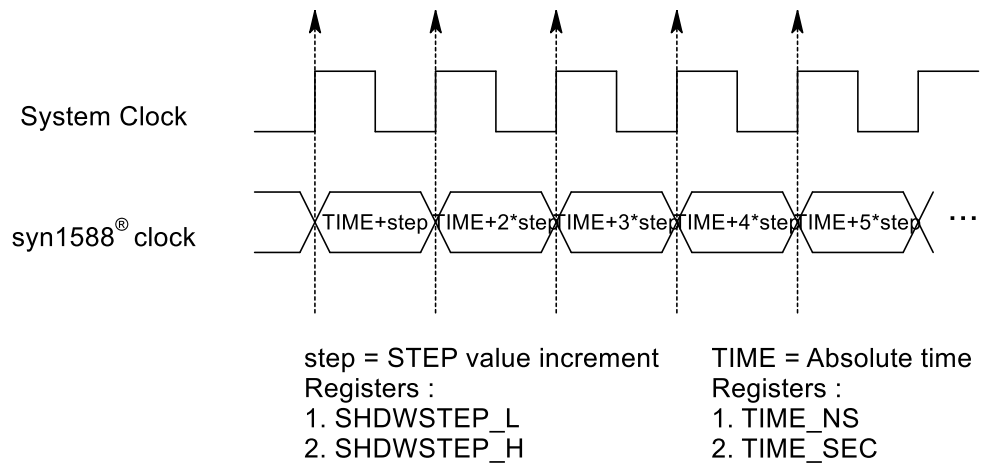 System Clock
syn1588® clock
TIME+step
TIME+2*step
TIME+3*step
TIME+4*step
TIME+5*step
...
step = STEP value increment
Registers :
1. SHDWSTEP_L
2. SHDWSTEP_H
TIME = Absolute time
Registers :
1. TIME_NS
2. TIME_SEC